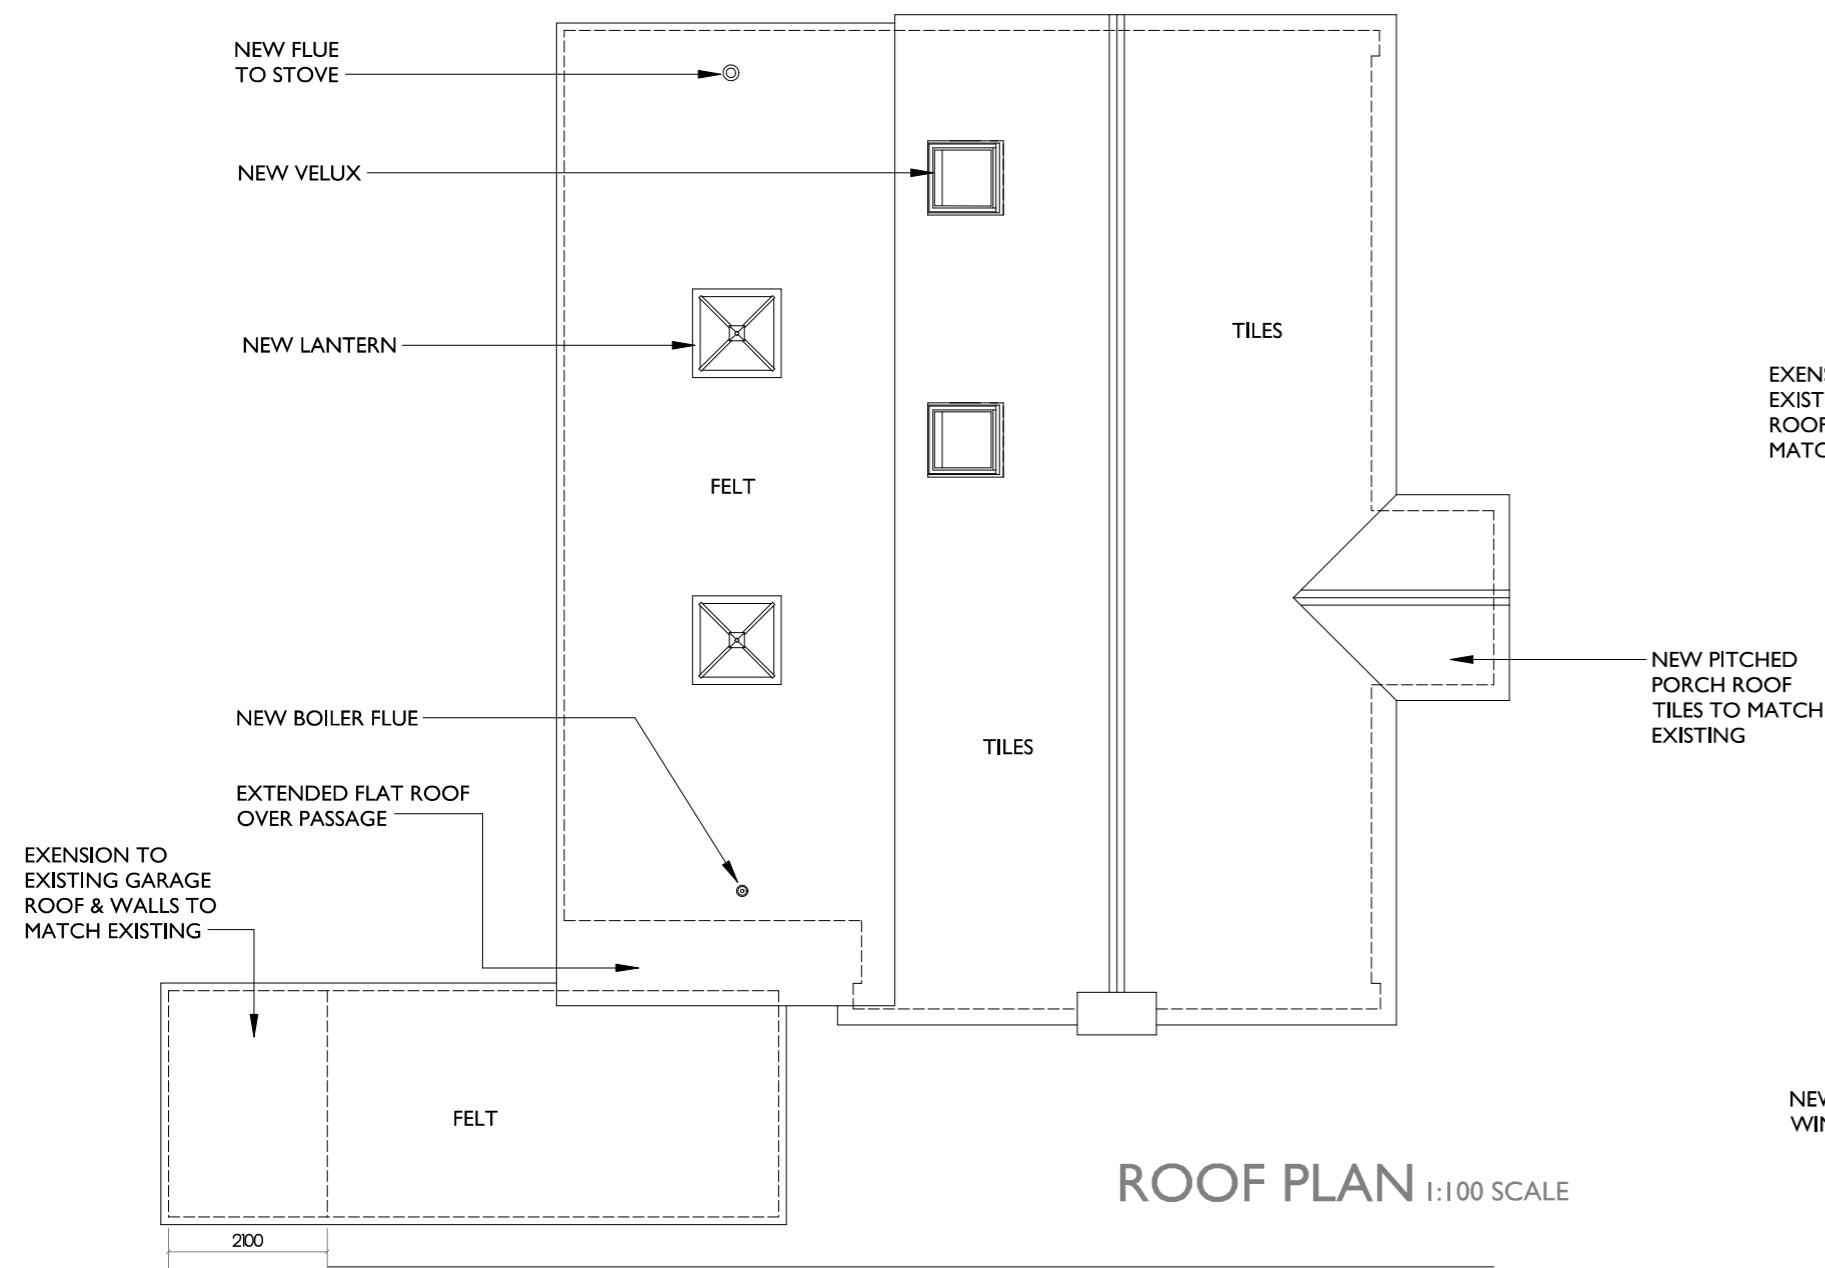 NEW FLUE
TO STOVE
NEW VELUX
NEW LANTERN
TILES
FELT
NEW BOILER FLUE
TILES
EXTENDED FLAT ROOF
OVER PASSAGE
EXENSION TO
EXISTING GARAGE
ROOF & WALLS TO
MATCH EXISTING
FELT
2100
NEW PITCHED
PORCH ROOF
TILES TO MATCH
EXISTING
ROOF PLAN 1:100 SCALE